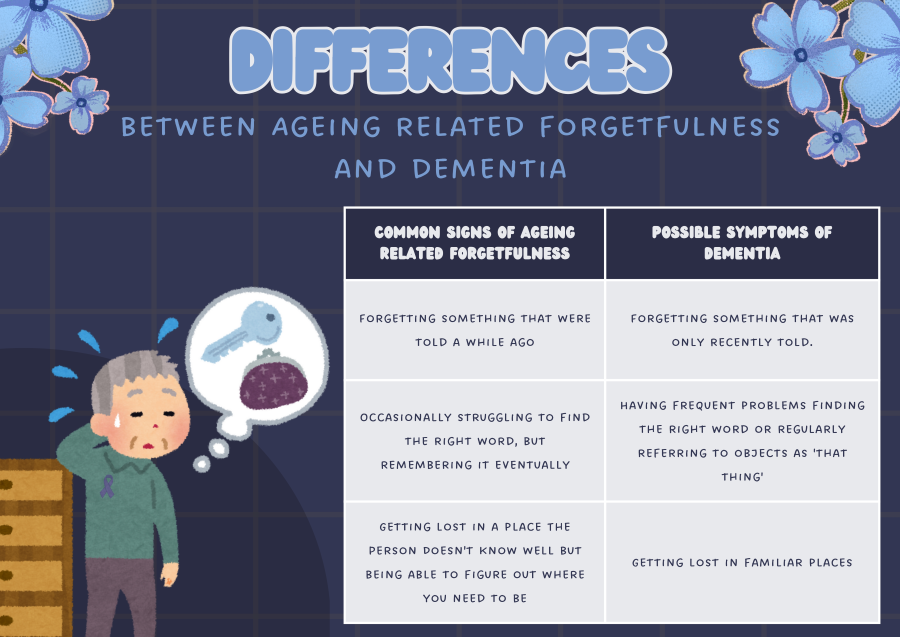 DIFFERENCES
BETWEEN AGEING RELATED FORGETFULNESS
AND DEMENTIA
COMMON SIGNS OF AGEING
RELATED FORGETFULNESS
POSSIBLE SYMPTOMS OF
DEMENTIA
FORGETTING SOMETHING THAT WERE
TOLD A WHILE AGO
FORGETTING SOMETHING THAT WAS
ONLY RECENTLY TOLD.
OCCASIONALLY STRUGGLING TO FIND
THE RIGHT WORD, BUT
REMEMBERING IT EVENTUALLY
HAVING FREQUENT PROBLEMS FINDING
THE RIGHT WORD OR REGULARLY
REFERRING TO OBJECTS AS 'THAT
THING'
GETTING LOST IN A PLACE THE
PERSON DOESN'T KNOW WELL BUT
BEING ABLE TO FIGURE OUT WHERE
YOU NEED TO BE
GETTING LOST IN FAMILIAR PLACES